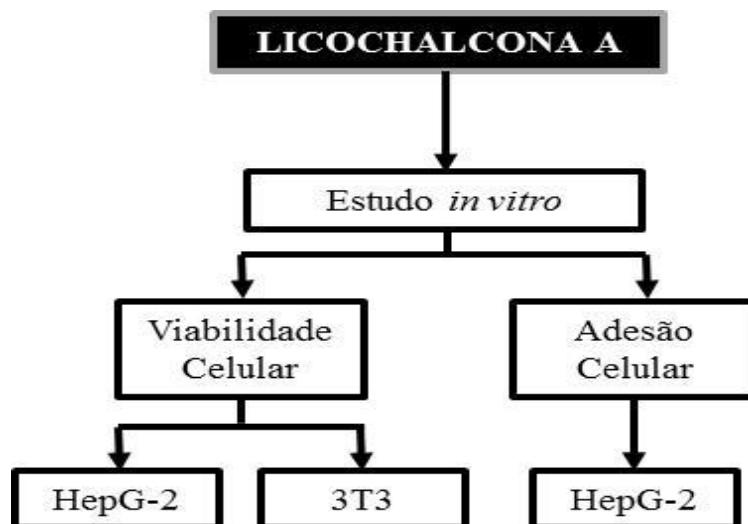 LICOCHALCONA A
Estudo in vitro
Viabilidade
Celular
Adesão
Celular
HepG-2
3T3
HepG-2